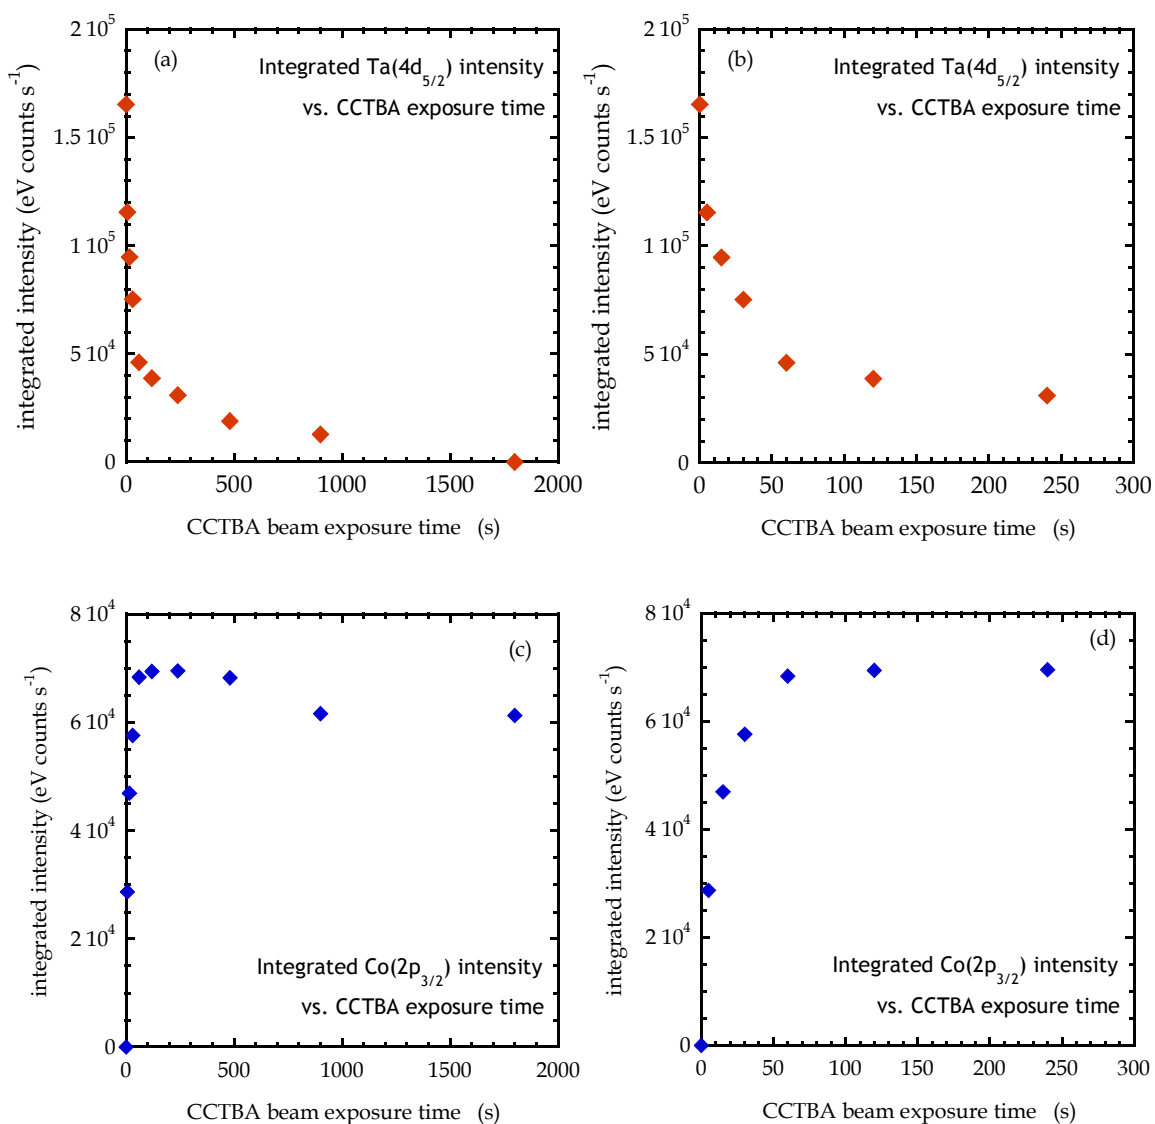 (a)
Integrated Ta(4d5/2) intensity
vs. CCTBA exposure time
integrated intensity (eV counts s-1)
2 10^5
1.5 10^5
1 10^5
5 10^4
0
0 500 1000 1500 2000
CCTBA beam exposure time (s)
(b)
Integrated Ta(4d5/2) intensity
vs. CCTBA exposure time
integrated intensity (eV counts s-1)
2 10^5
1.5 10^5
1 10^5
5 10^4
0
0 50 100 150 200 250 300
CCTBA beam exposure time (s)
(c)
Integrated Co(2p3/2) intensity
vs. CCTBA exposure time
integrated intensity (eV counts s-1)
8 10^4
6 10^4
4 10^4
2 10^4
0
0 500 1000 1500 2000
CCTBA beam exposure time (s)
(d)
Integrated Co(2p3/2) intensity
vs. CCTBA exposure time
integrated intensity (eV counts s-1)
8 10^4
6 10^4
4 10^4
2 10^4
0
0 50 100 150 200 250 300
CCTBA beam exposure time (s)